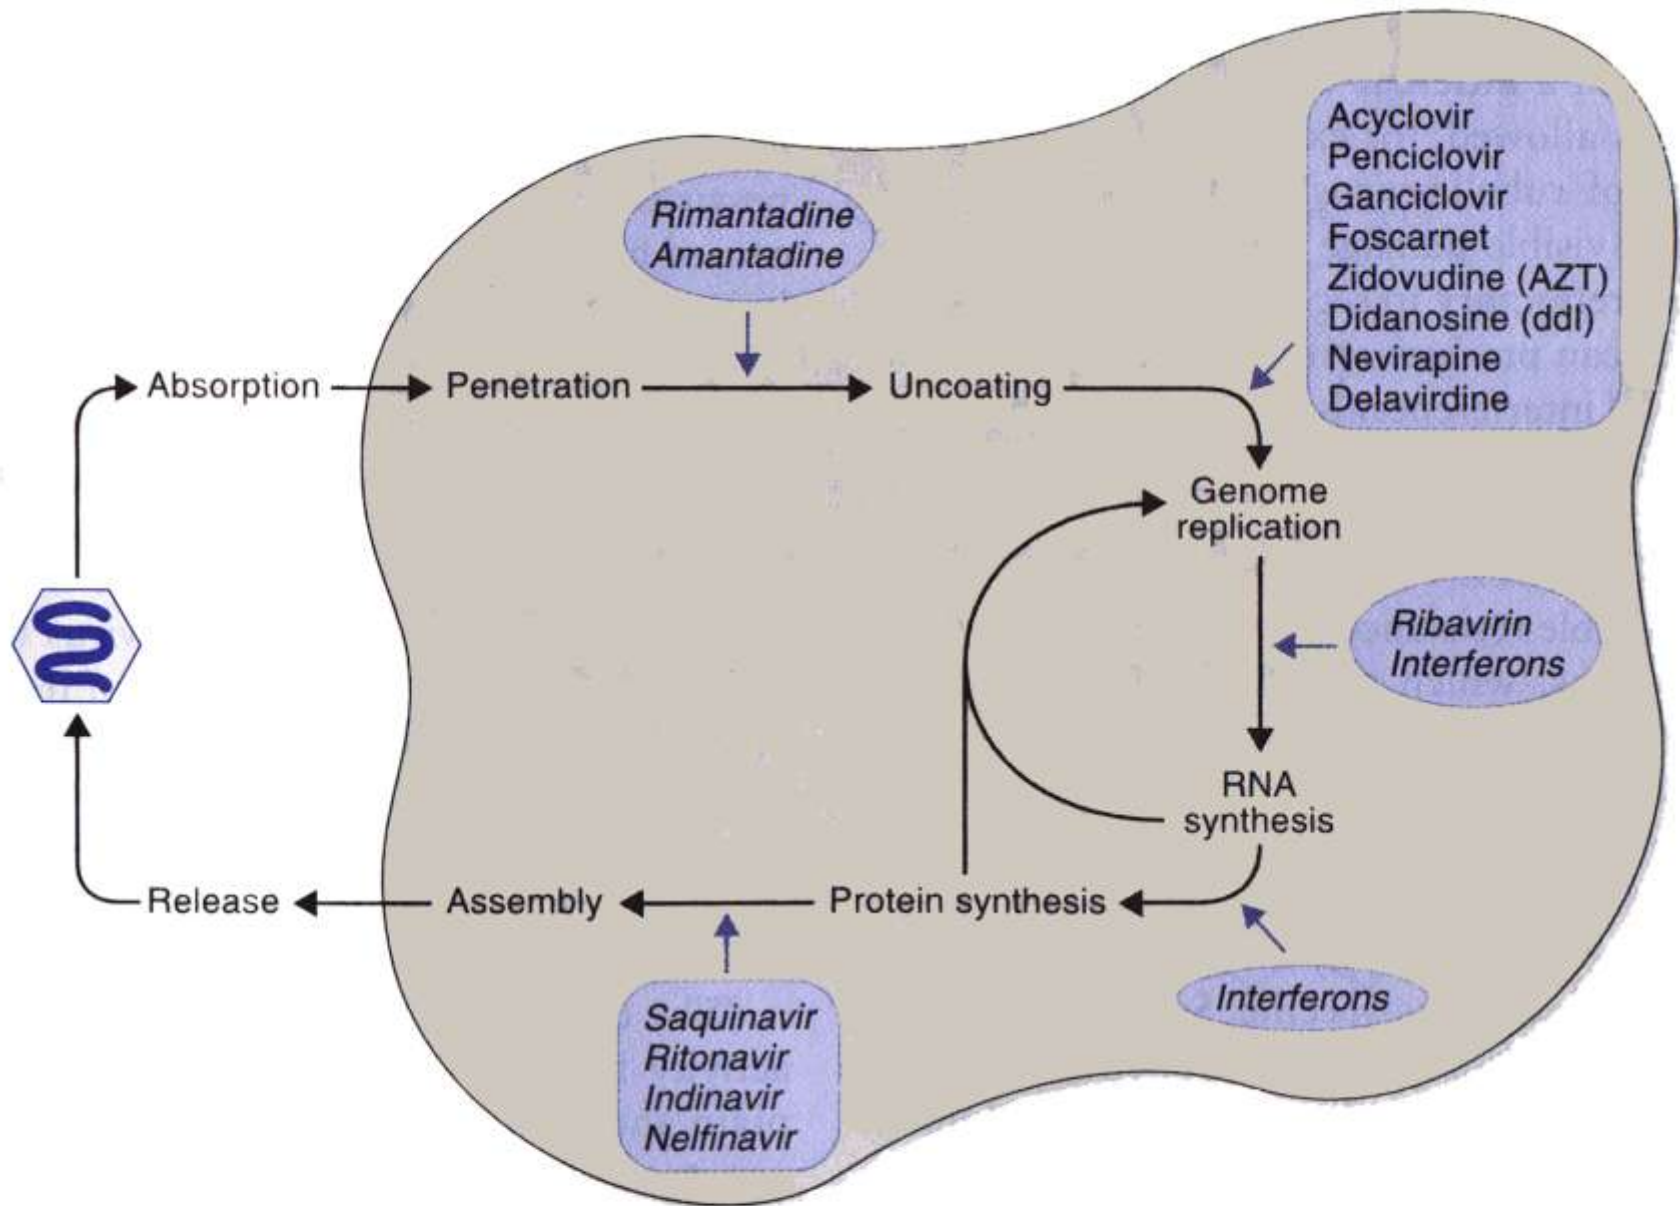 Acyclovir
Penciclovir
Ganciclovir
Foscarnet
Zidovudine (AZT)
Didanosine (ddI)
Nevirapine
Delavirdine
Rimantadine
Amantadine
Absorption
Penetration
Uncoating
Genome
replication
Ribavirin
Interferons
RNA
synthesis
Release
Assembly
Protein synthesis
Interferons
Saquinavir
Ritonavir
Indinavir
Nelfinavir